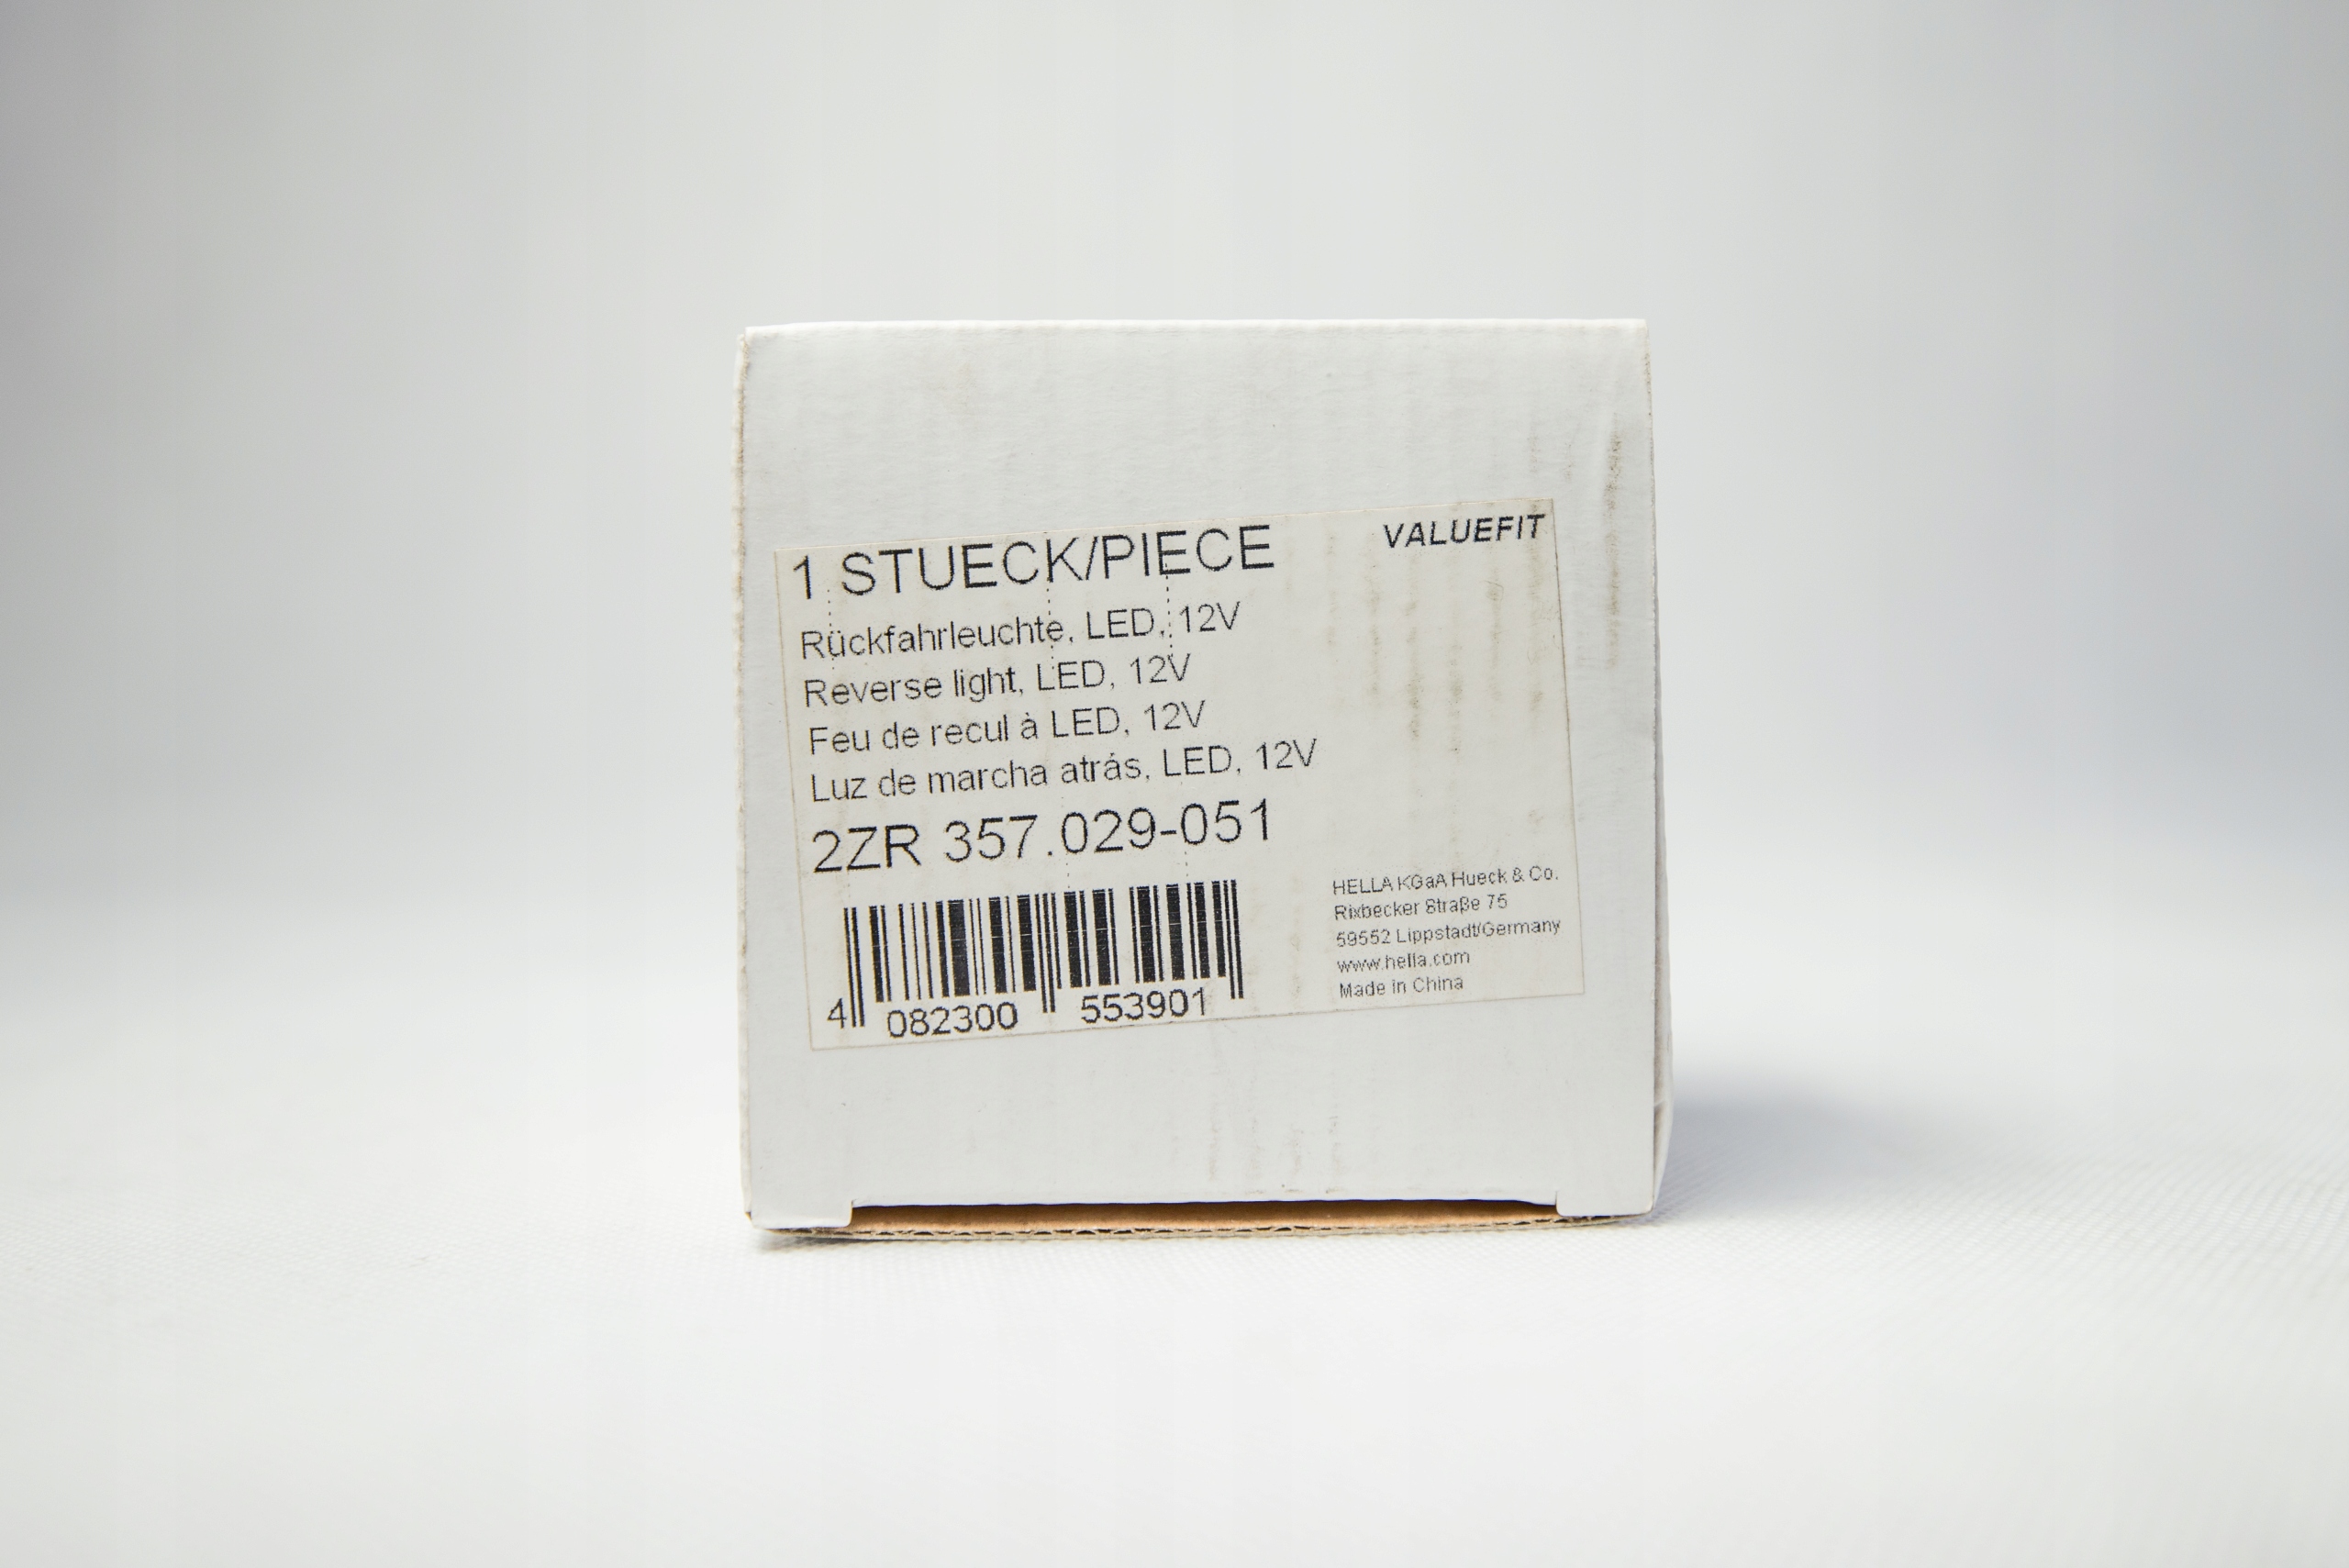 1 STUECK/PIECE
VALUEFIT
Rückfahrleuchte, LED, 12V
Reverse light, LED, 12V
Feu de recul à LED, 12V
Luz de marcha atrás, LED, 12V
2ZR 357.029-051
4 082300 553901
HELLA KGaA Hueck & Co.
Rixbecker Straße 75
59552 Lippstadt/Germany
www.hella.com
Made in China